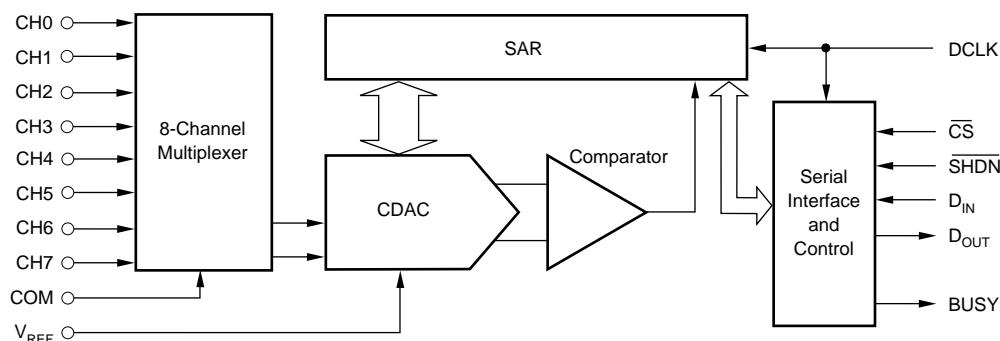 CH0
CH1
CH2
CH3
CH4
CH5
CH6
CH7
COM
VREF
8-Channel
Multiplexer
SAR
CDAC
Comparator
Serial
Interface
and
Control
DCLK
CS
SHDN
DIN
DOUT
BUSY